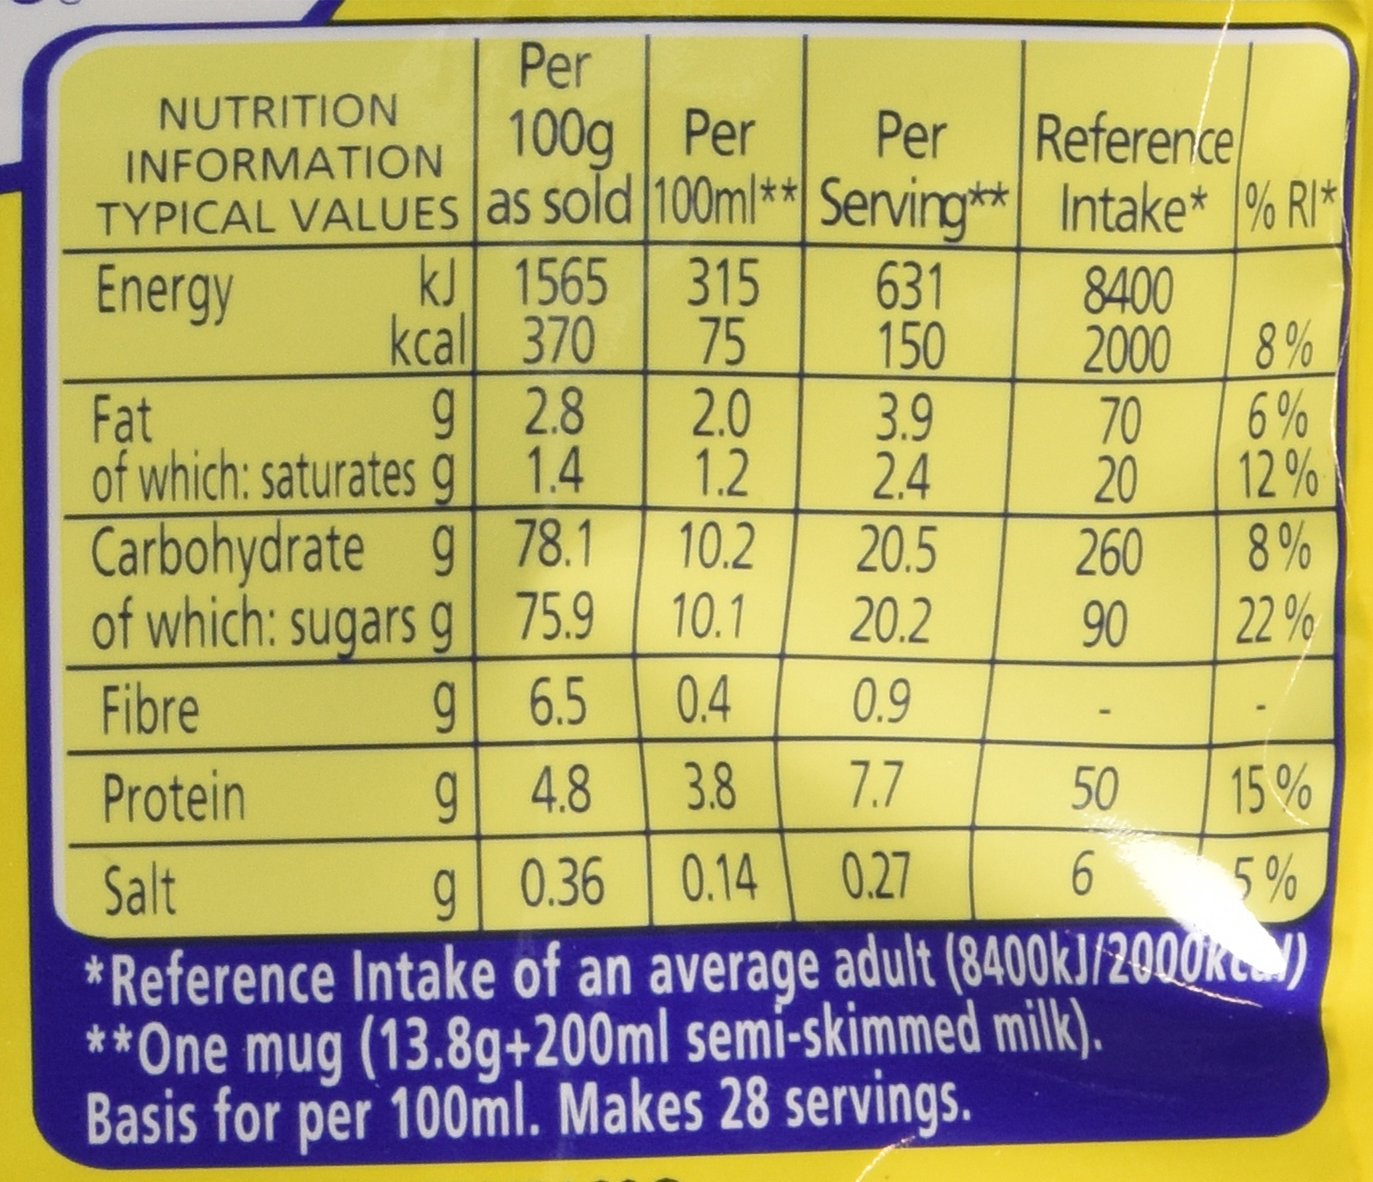 NUTRITION INFORMATION TYPICAL VALUES Per 100g as sold Per 100ml** Per Serving** Reference Intake* % RI*
Energy kJ 1565 315 631 8400
kcal 370 75 150 2000 8%
Fat g 2.8 2.0 3.9 70 6%
of which: saturates g 1.4 1.2 2.4 20 12%
Carbohydrate g 78.1 10.2 20.5 260 8%
of which: sugars g 75.9 10.1 20.2 90 22%
Fibre g 6.5 0.4 0.9 - -
Protein g 4.8 3.8 7.7 50 15%
Salt g 0.36 0.14 0.27 6 5%
*Reference Intake of an average adult (8400kJ/2000kcal)
**One mug (13.8g+200ml semi-skimmed milk).
Basis for per 100ml. Makes 28 servings.